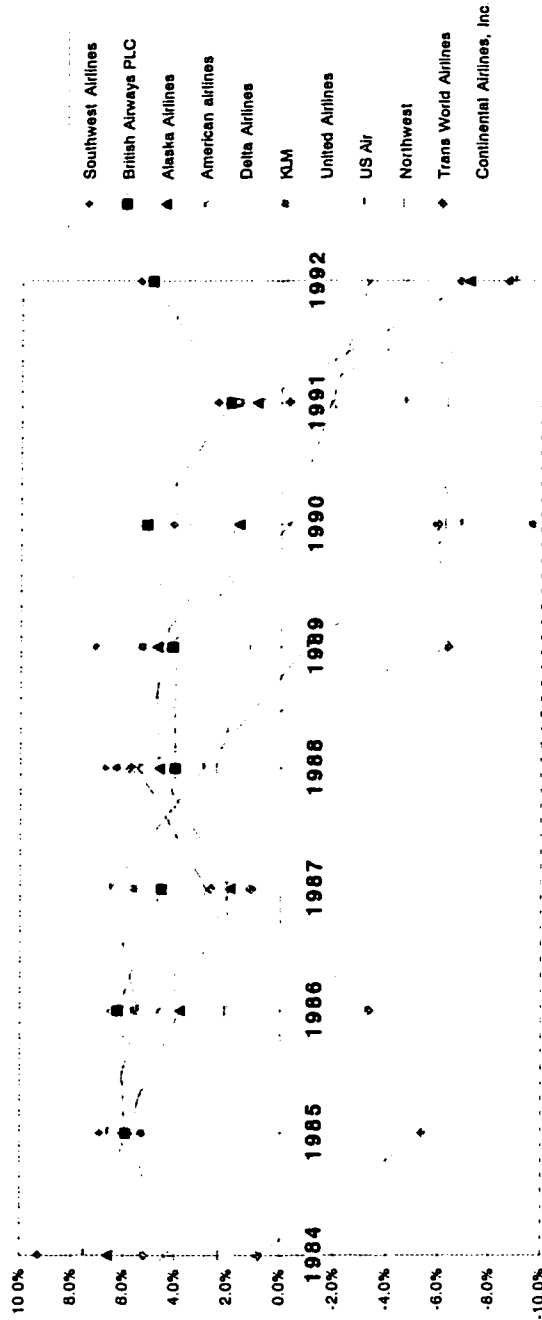 10.0%
8.0%
6.0%
4.0%
2.0%
0.0%
-2.0%
-4.0%
-6.0%
-8.0%
-10.0%
1984
1985
1986
1987
1988
1989
1990
1991
1992
Southwest Airlines
British Airways PLC
Alaska Airlines
American airlines
Delta Airlines
KLM
United Airlines
US Air
Northwest
Trans World Airlines
Continental Airlines, Inc.